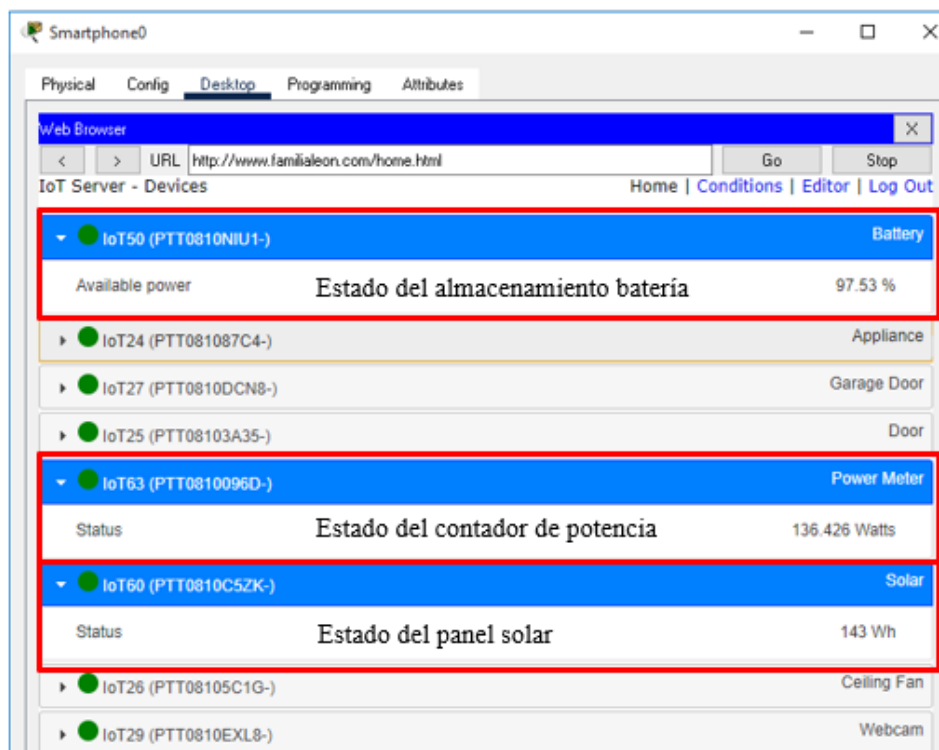 Smartphone0
Physical Config Desktop Programming Attributes
Web Browser
< > URL http://www.familialeon.com/home.html Go Stop
IoT Server - Devices Home | Conditions | Editor | Log Out
IoT50 (PTT0810NIU1-) Battery
Available power Estado del almacenamiento batería 97.53 %
IoT24 (PTT081087C4-) Appliance
IoT27 (PTT0810DCN8-) Garage Door
IoT25 (PTT08103A35-) Door
IoT63 (PTT0810096D-) Power Meter
Status Estado del contador de potencia 136.426 Watts
IoT60 (PTT0810C5ZK-) Solar
Status Estado del panel solar 143 Wh
IoT26 (PTT08105C1G-) Ceiling Fan
IoT29 (PTT0810EXL8-) Webcam